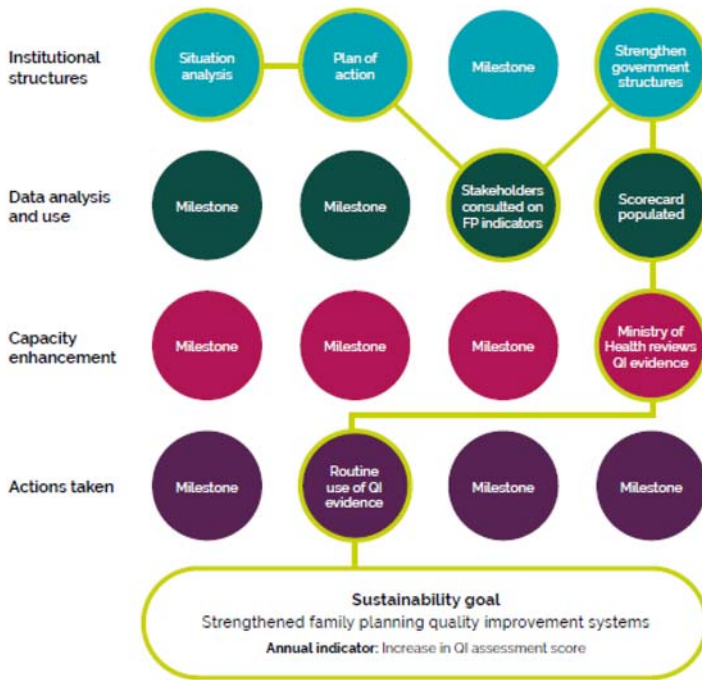 Institutional
structures
Situation
analysis
Plan of
action
Milestone
Strengthen
government
structures
Data analysis
and use
Milestone
Milestone
Stakeholders
consulted on
FP indicators
Scorecard
populated
Capacity
enhancement
Milestone
Milestone
Milestone
Ministry of
Health reviews
QI evidence
Actions taken
Milestone
Routine
use of QI
evidence
Milestone
Milestone
Sustainability goal
Strengthened family planning quality improvement systems
Annual indicator: Increase in QI assessment score